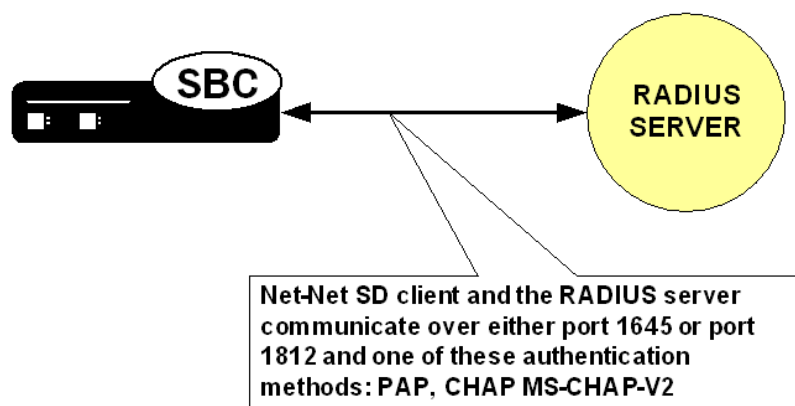 SBC
RADIUS
SERVER
Net-Net SD client and the RADIUS server
communicate over either port 1645 or port
1812 and one of these authentication
methods: PAP, CHAP MS-CHAP-V2